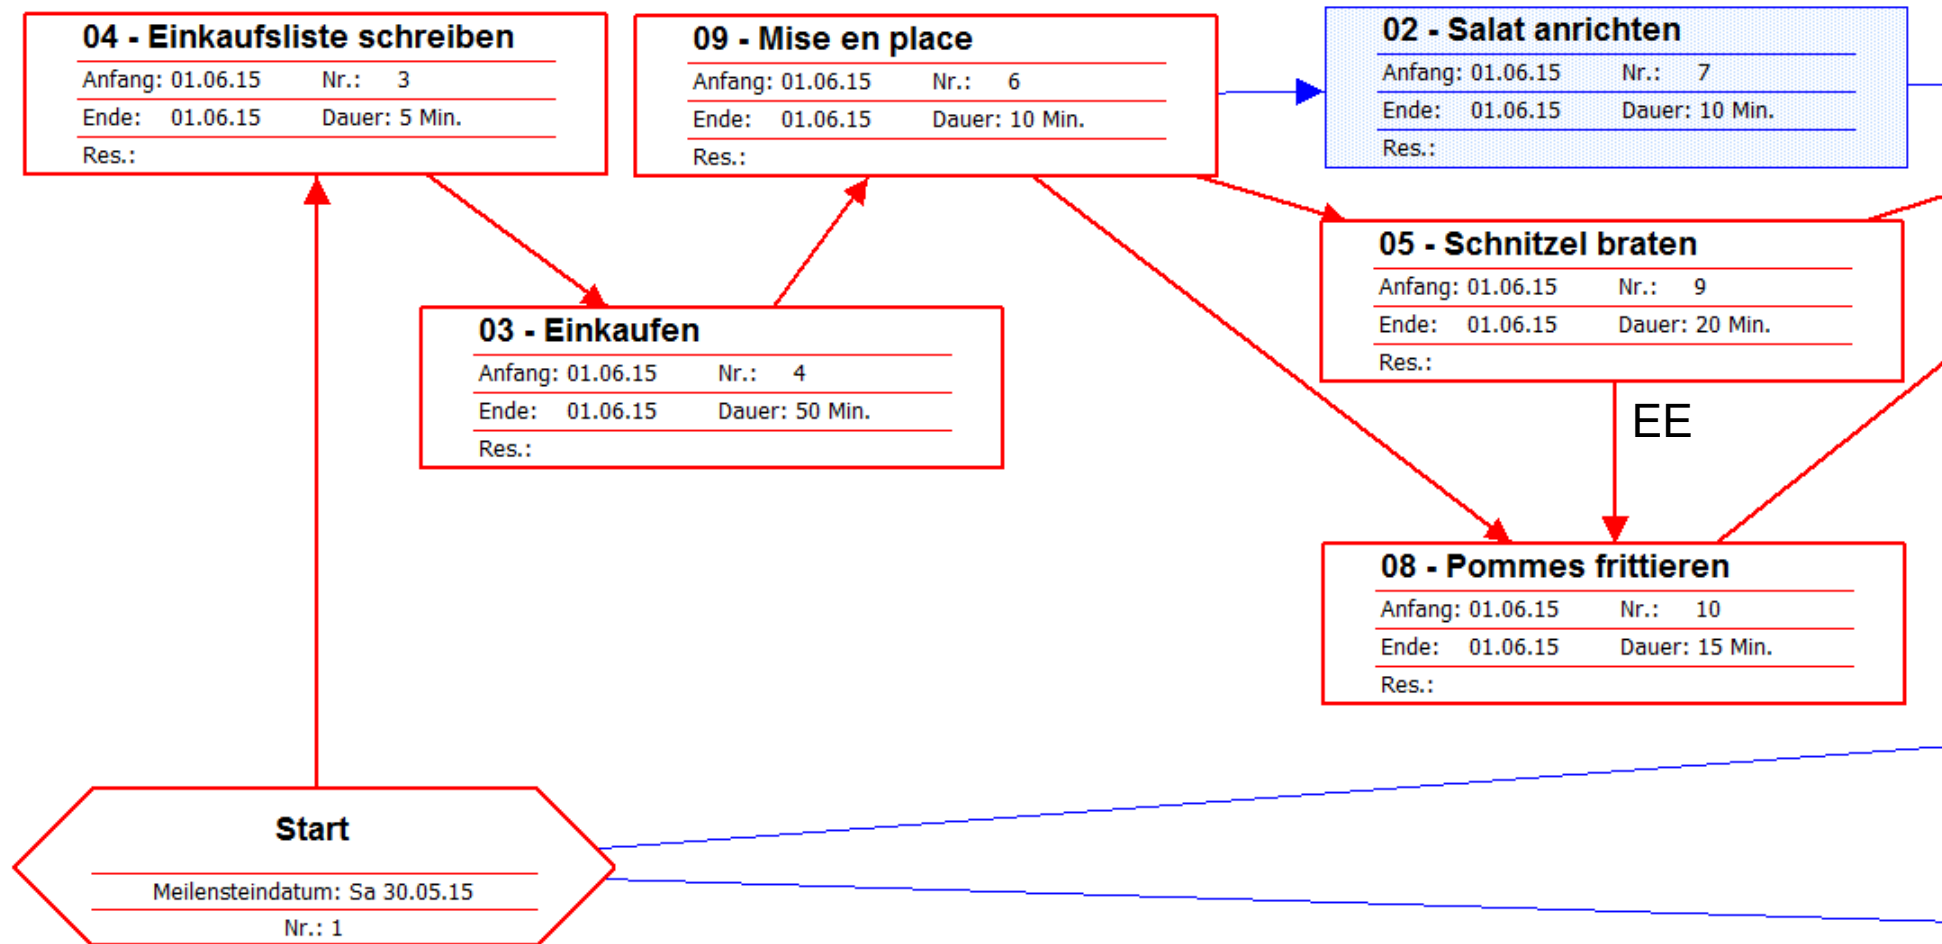 04 - Einkaufsliste schreiben
Anfang: 01.06.15 Nr.: 3
Ende: 01.06.15 Dauer: 5 Min.
Res.:
09 - Mise en place
Anfang: 01.06.15 Nr.: 6
Ende: 01.06.15 Dauer: 10 Min.
Res.:
02 - Salat anrichten
Anfang: 01.06.15 Nr.: 7
Ende: 01.06.15 Dauer: 10 Min.
Res.:
05 - Schnitzel braten
Anfang: 01.06.15 Nr.: 9
Ende: 01.06.15 Dauer: 20 Min.
Res.:
03 - Einkaufen
Anfang: 01.06.15 Nr.: 4
Ende: 01.06.15 Dauer: 50 Min.
Res.:
EE
08 - Pommes frittieren
Anfang: 01.06.15 Nr.: 10
Ende: 01.06.15 Dauer: 15 Min.
Res.:
Start
Meilensteindatum: Sa 30.05.15
Nr.: 1